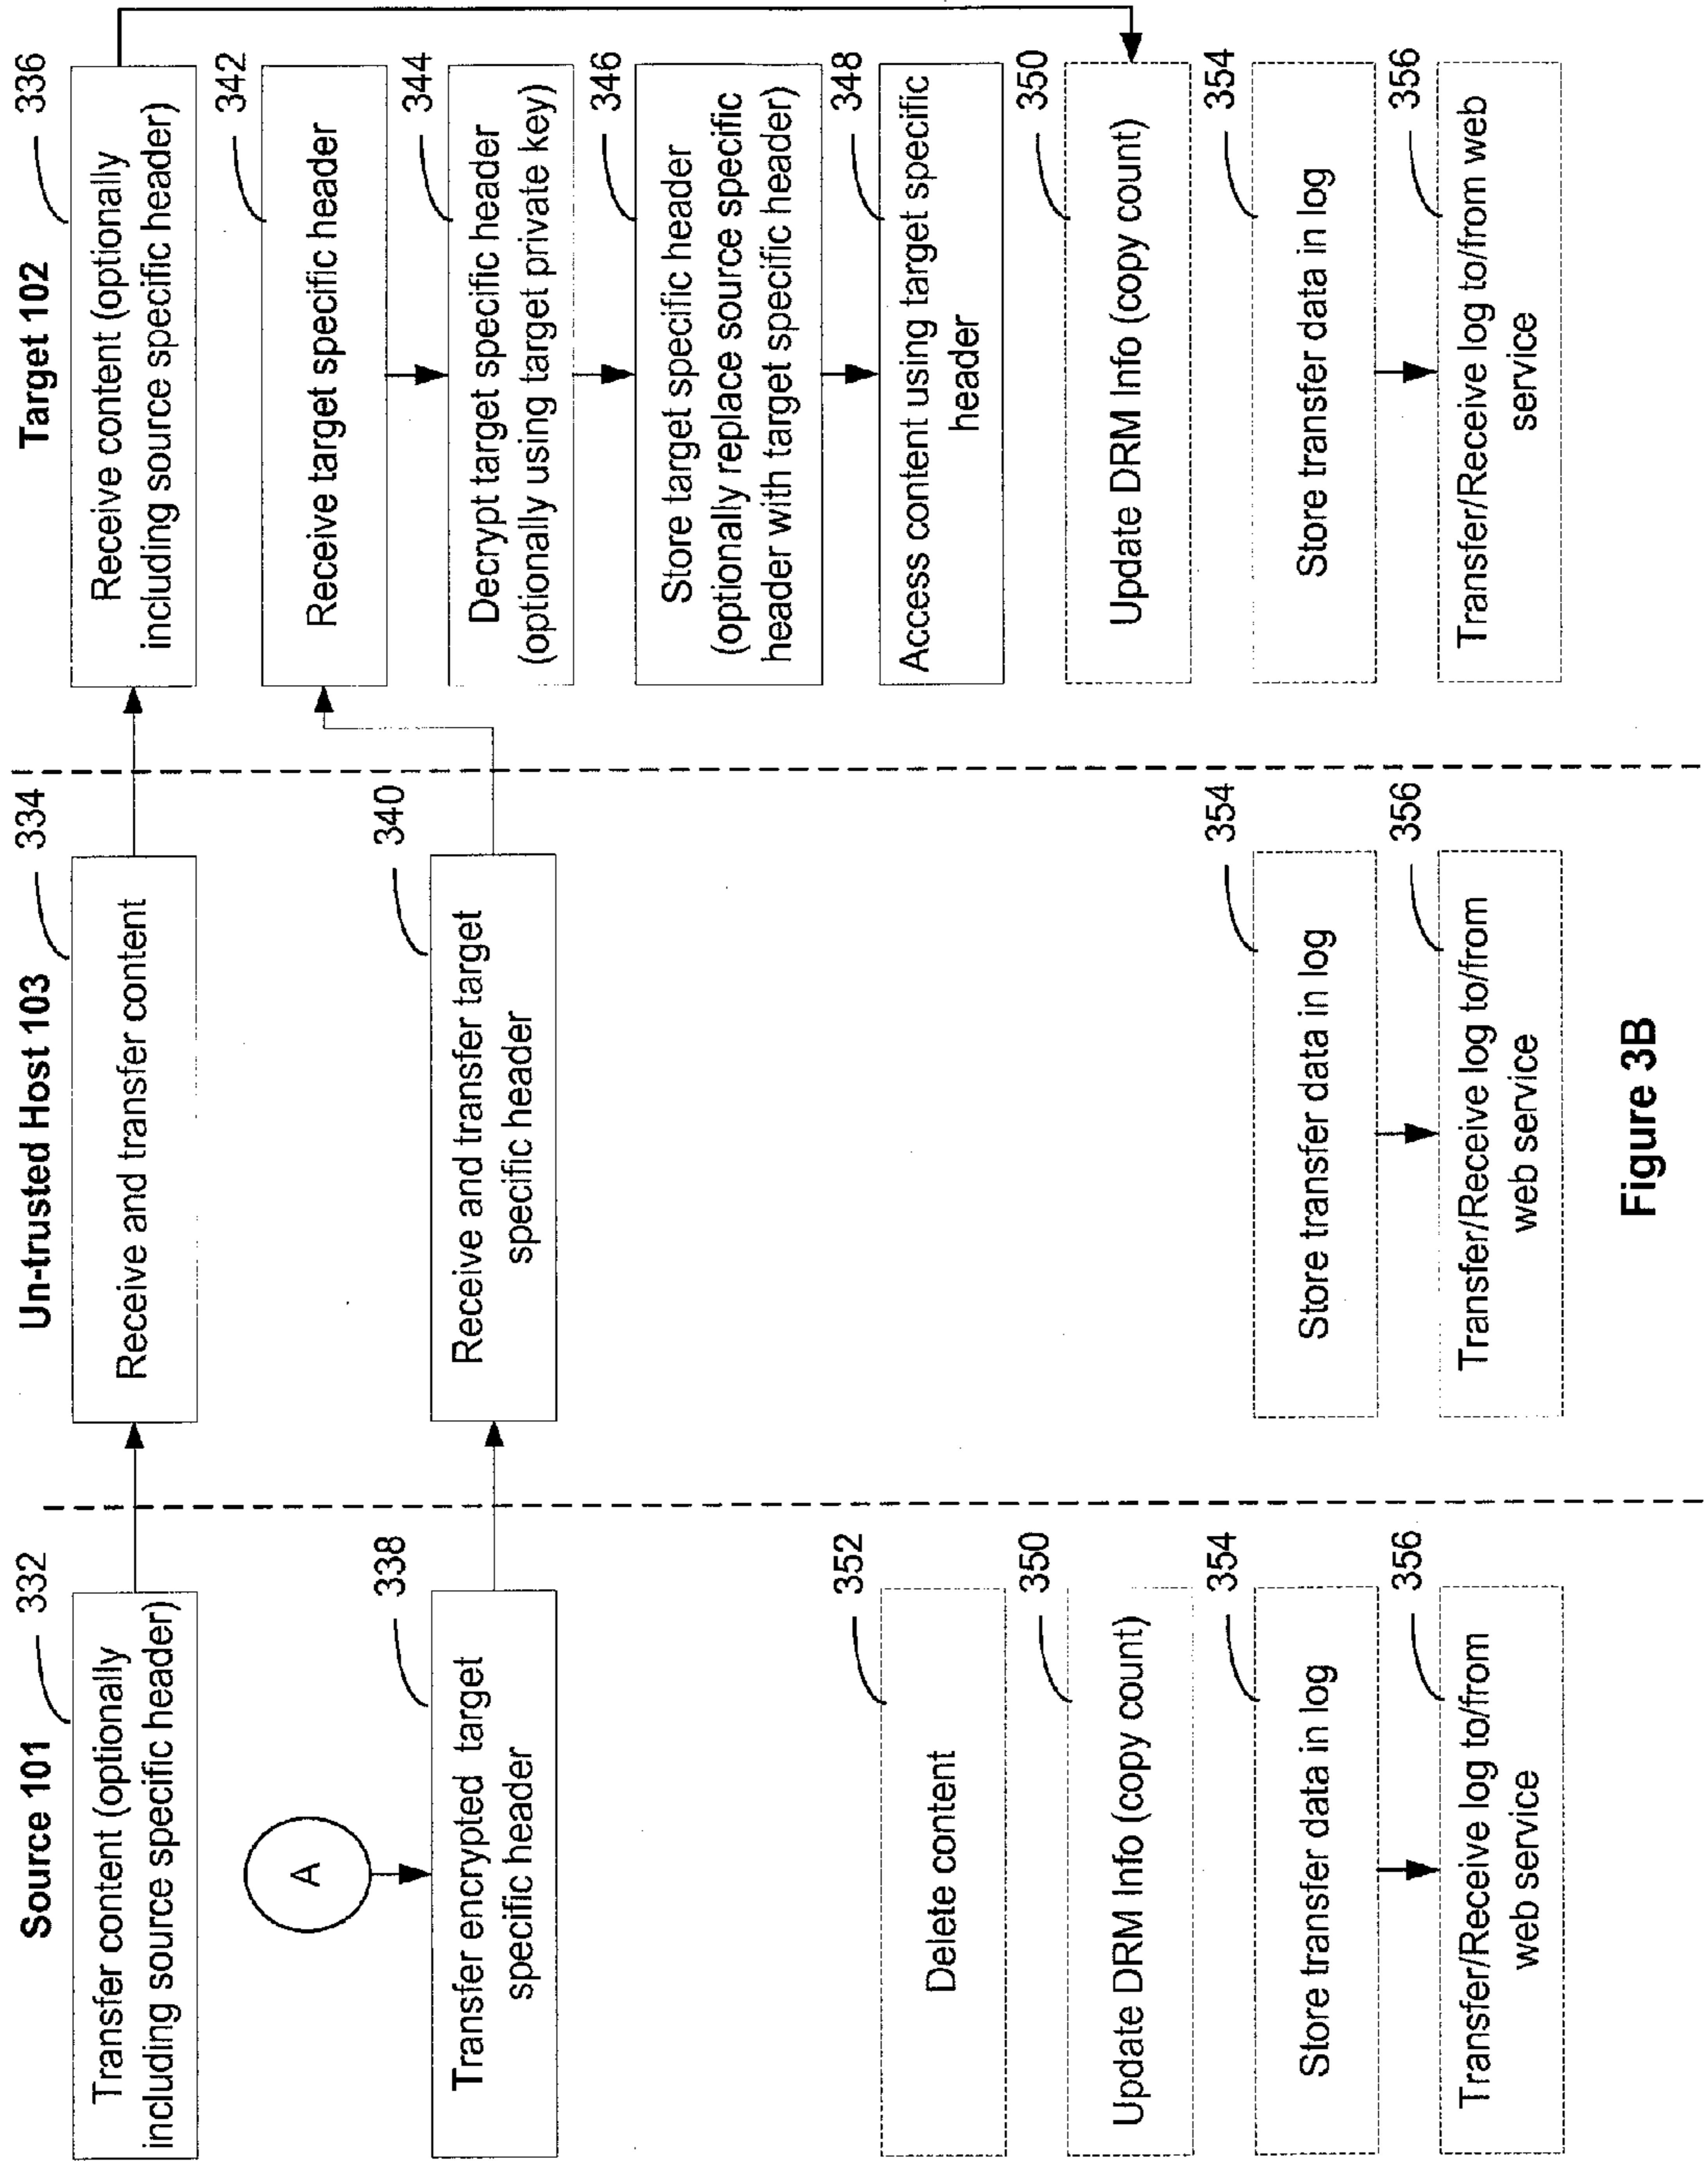 Source 101
332
Transfer content (optionally
including source specific header)
A
338
Transfer encrypted target
specific header
352
Delete content
350
Update DRM Info (copy count)
354
Store transfer data in log
356
Transfer/Receive log to/from
web service
Un-trusted Host 103
334
Receive and transfer content
340
Receive and transfer target
specific header
354
Store transfer data in log
356
Transfer/Receive log to/from
web service
Target 102
336
Receive content (optionally
including source specific header)
342
Receive target specific header
344
Decrypt target specific header
(optionally using target private key)
346
Store target specific header
(optionally replace source specific
header with target specific header)
348
Access content using target specific
header
350
Update DRM Info (copy count)
354
Store transfer data in log
356
Transfer/Receive log to/from web
service
Figure 3B